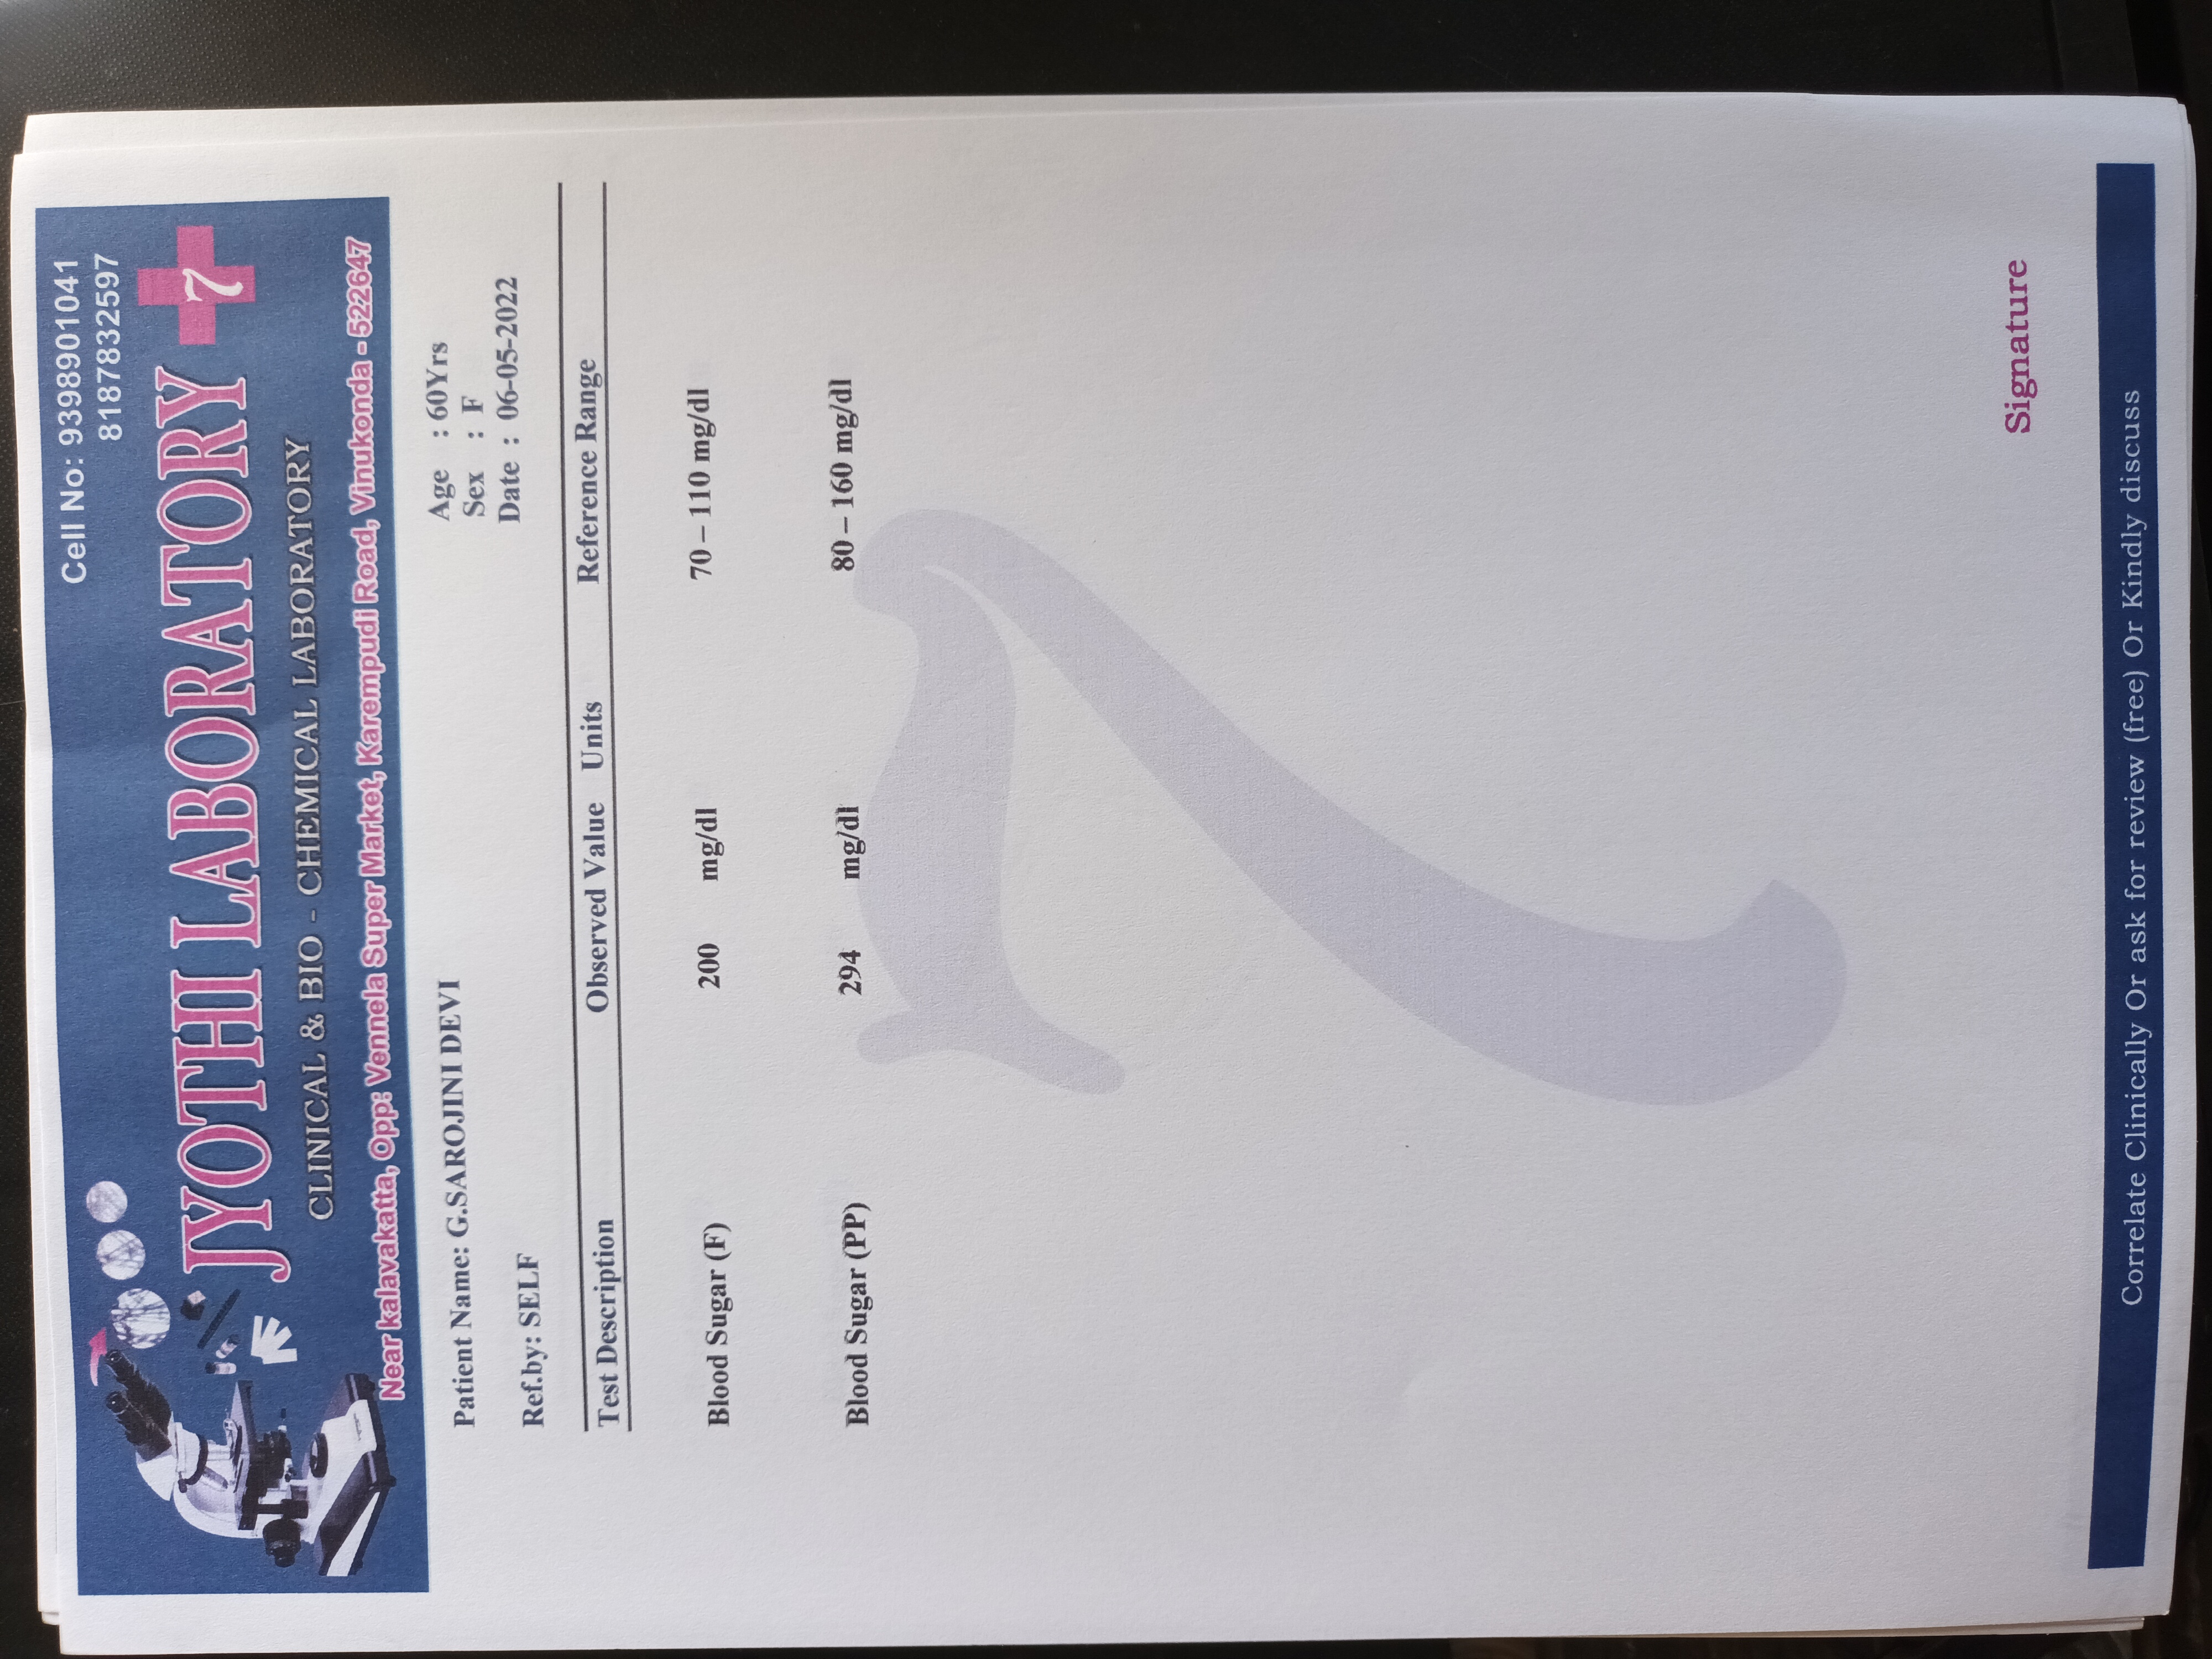 Cell No: 9398901041
8187832597
JYOTHI LABORATORY
7
CLINICAL & BIO - CHEMICAL LABORATORY
Near kalavakatta, Opp: Vennela Super Market, Karempudi Road, Vinukonda - 522647
Patient Name: G.SAROJINI DEVI
Age : 60Yrs
Sex : F
Ref.by: SELF
Date : 06-05-2022
Test Description Observed Value Units Reference Range
Blood Sugar (F) 200 mg/dl 70 – 110 mg/dl
Blood Sugar (PP) 294 mg/dl 80 – 160 mg/dl
7
Signature
Correlate Clinically Or ask for review (free) Or Kindly discuss